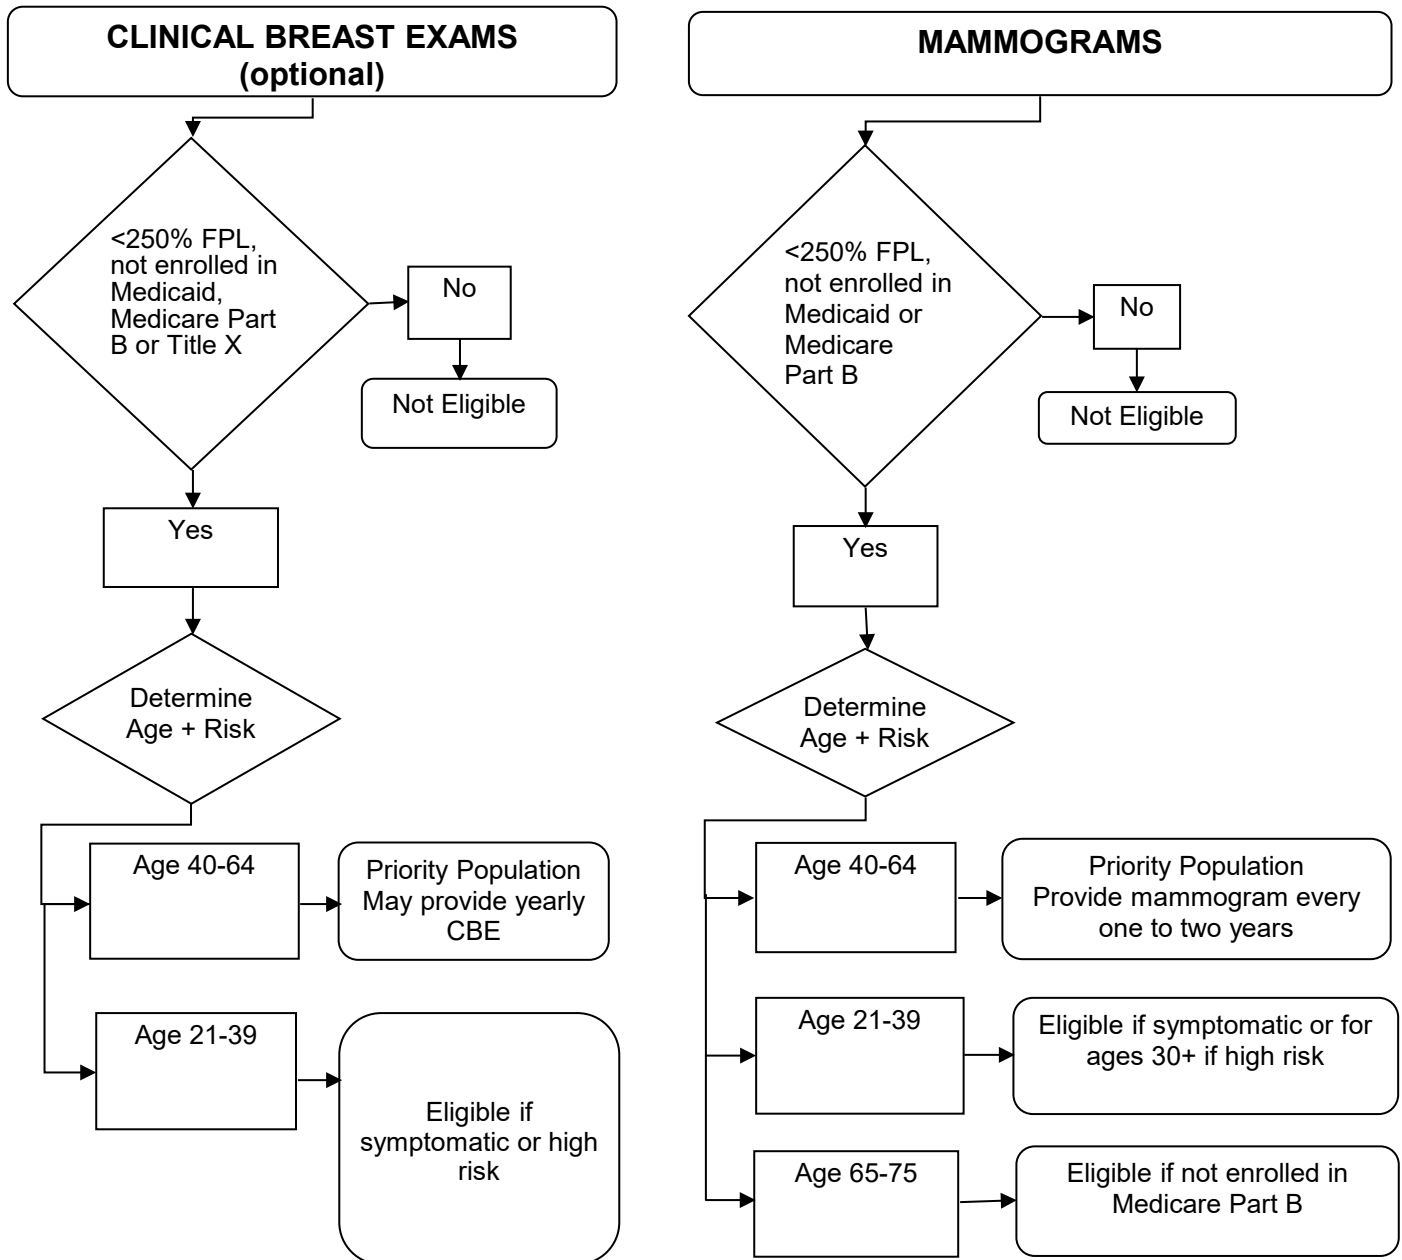 CLINICAL BREAST EXAMS
(optional)
<250% FPL,
not enrolled in
Medicaid,
Medicare Part
B or Title X
No
Not Eligible
Yes
Determine
Age + Risk
Age 40-64
Priority Population
May provide yearly
CBE
Age 21-39
Eligible if
symptomatic or high
risk
MAMMOGRAMS
<250% FPL,
not enrolled in
Medicaid or
Medicare
Part B
No
Not Eligible
Yes
Determine
Age + Risk
Age 40-64
Priority Population
Provide mammogram every
one to two years
Age 21-39
Eligible if symptomatic or for
ages 30+ if high risk
Age 65-75
Eligible if not enrolled in
Medicare Part B